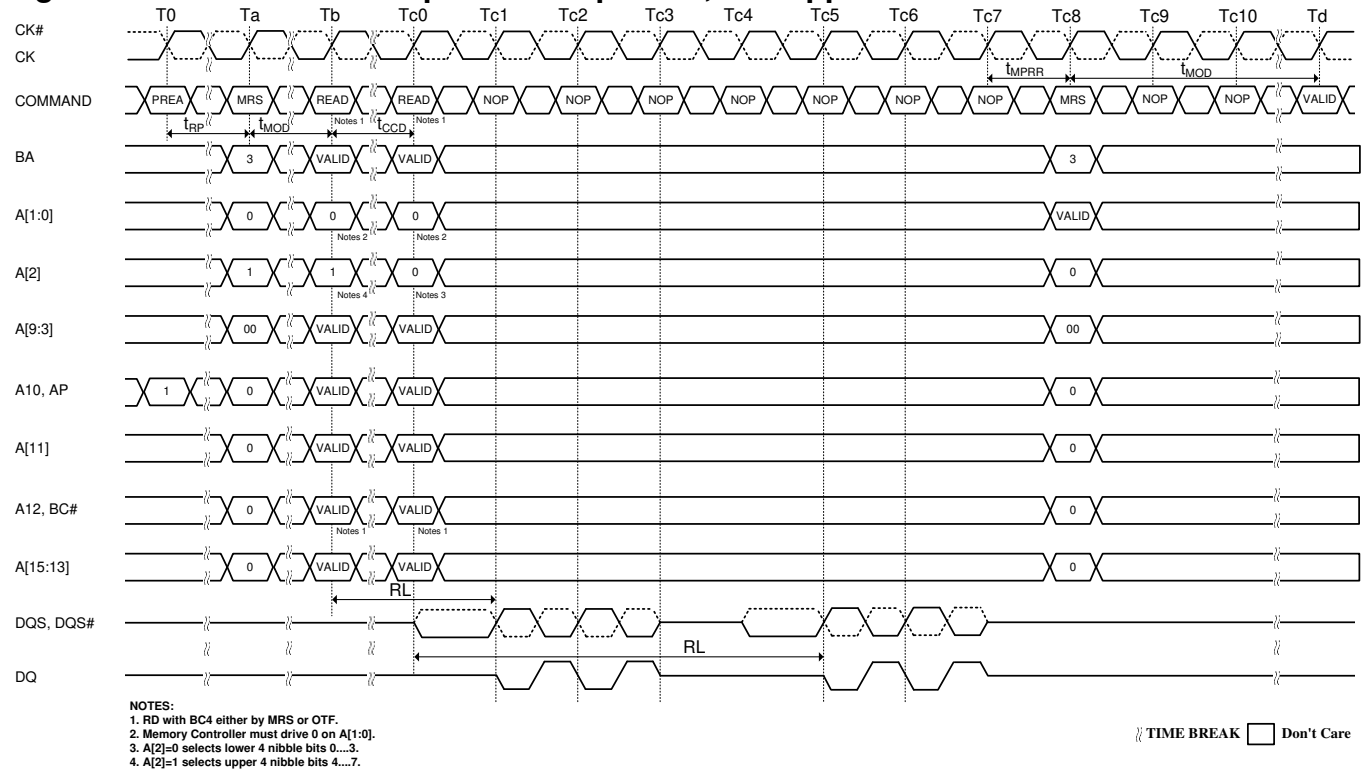 T0 Ta Tb Tc0 Tc1 Tc2 Tc3 Tc4 Tc5 Tc6 Tc7 Tc8 Tc9 Tc10 Td
CK#
CK
tMPRR tMOD
COMMAND PREA MRS READ READ NOP NOP NOP NOP NOP NOP NOP MRS NOP NOP VALID
Notes 1 Notes 1
tRP tMOD tCCD
BA 3 VALID VALID 3
A[1:0] 0 0 0 VALID
Notes 2 Notes 2
A[2] 1 1 0 0
Notes 4 Notes 3
A[9:3] 00 VALID VALID 00
A10, AP 1 0 VALID VALID 0
A[11] 0 VALID VALID 0
A12, BC# 0 VALID VALID 0
Notes 1 Notes 1
A[15:13] 0 VALID VALID 0
RL
DQS, DQS#
RL
DQ
NOTES:
1. RD with BC4 either by MRS or OTF.
2. Memory Controller must drive 0 on A[1:0].
3. A[2]=0 selects lower 4 nibble bits 0....3.
4. A[2]=1 selects upper 4 nibble bits 4....7.
TIME BREAK Don't Care